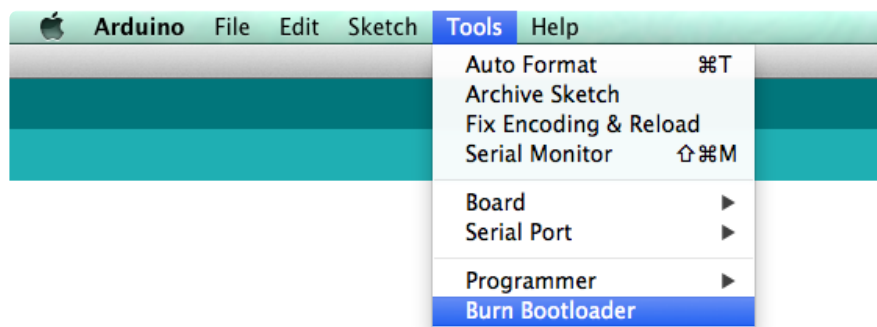 Arduino File Edit Sketch Tools Help
Auto Format ⌘T
Archive Sketch
Fix Encoding & Reload
Serial Monitor ⇧⌘M
Board ▶
Serial Port ▶
Programmer ▶
Burn Bootloader